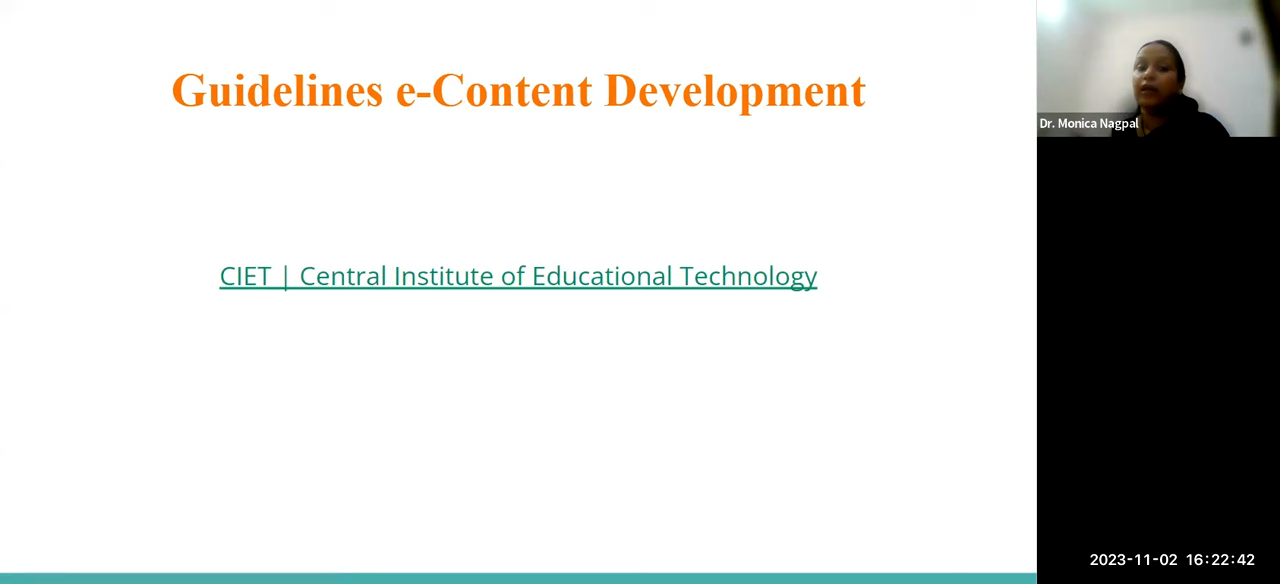 Guidelines e-Content Development
CIET | Central Institute of Educational Technology
Dr. Monica Nagpal
2023-11-02 16:22:42